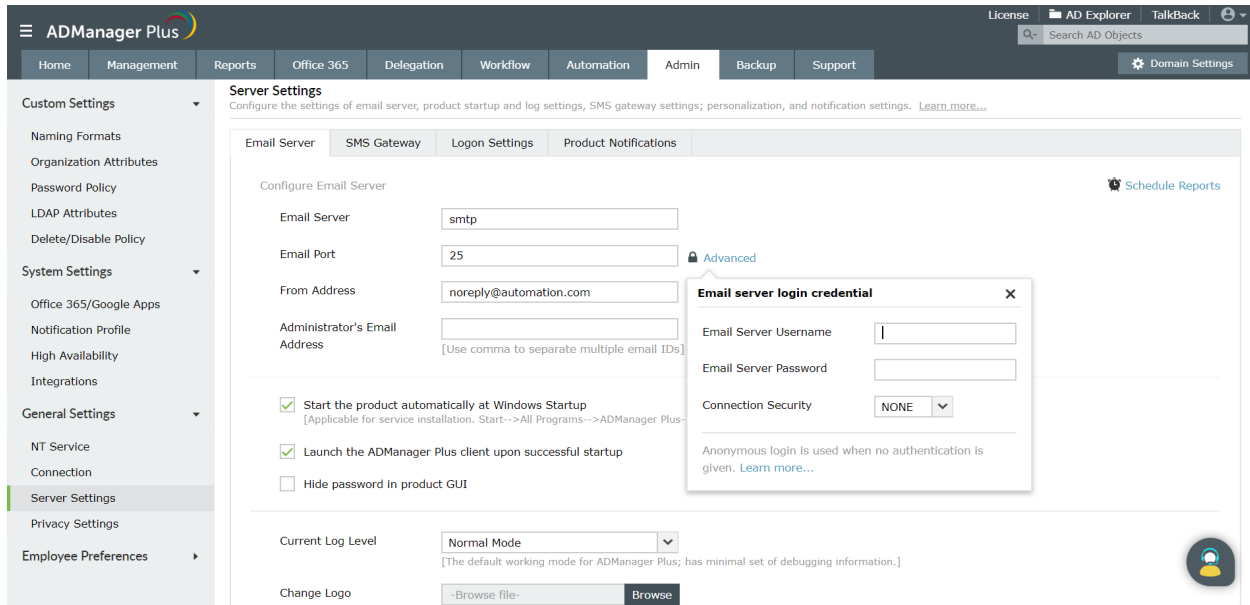 License AD Explorer TalkBack
ADManager Plus
Search AD Objects
Home Management Reports Office 365 Delegation Workflow Automation Admin Backup Support Domain Settings
Custom Settings
Naming Formats
Organization Attributes
Password Policy
LDAP Attributes
Delete/Disable Policy
System Settings
Office 365/Google Apps
Notification Profile
High Availability
Integrations
General Settings
NT Service
Connection
Server Settings
Privacy Settings
Employee Preferences
Server Settings
Configure the settings of email server, product startup and log settings, SMS gateway settings; personalization, and notification settings. Learn more...
Email Server SMS Gateway Logon Settings Product Notifications
Configure Email Server
Schedule Reports
Email Server smtp
Email Port 25 Advanced
From Address noreply@automation.com
Administrator's Email
Address
[Use comma to separate multiple email IDs]
Email server login credential
Email Server Username
Email Server Password
Connection Security NONE
Anonymous login is used when no authentication is
given. Learn more...
Start the product automatically at Windows Startup
[Applicable for service installation. Start-->All Programs-->ADManager Plus-
Launch the ADManager Plus client upon successful startup
Hide password in product GUI
Current Log Level Normal Mode
[The default working mode for ADManager Plus; has minimal set of debugging information.]
Change Logo -Browse file- Browse